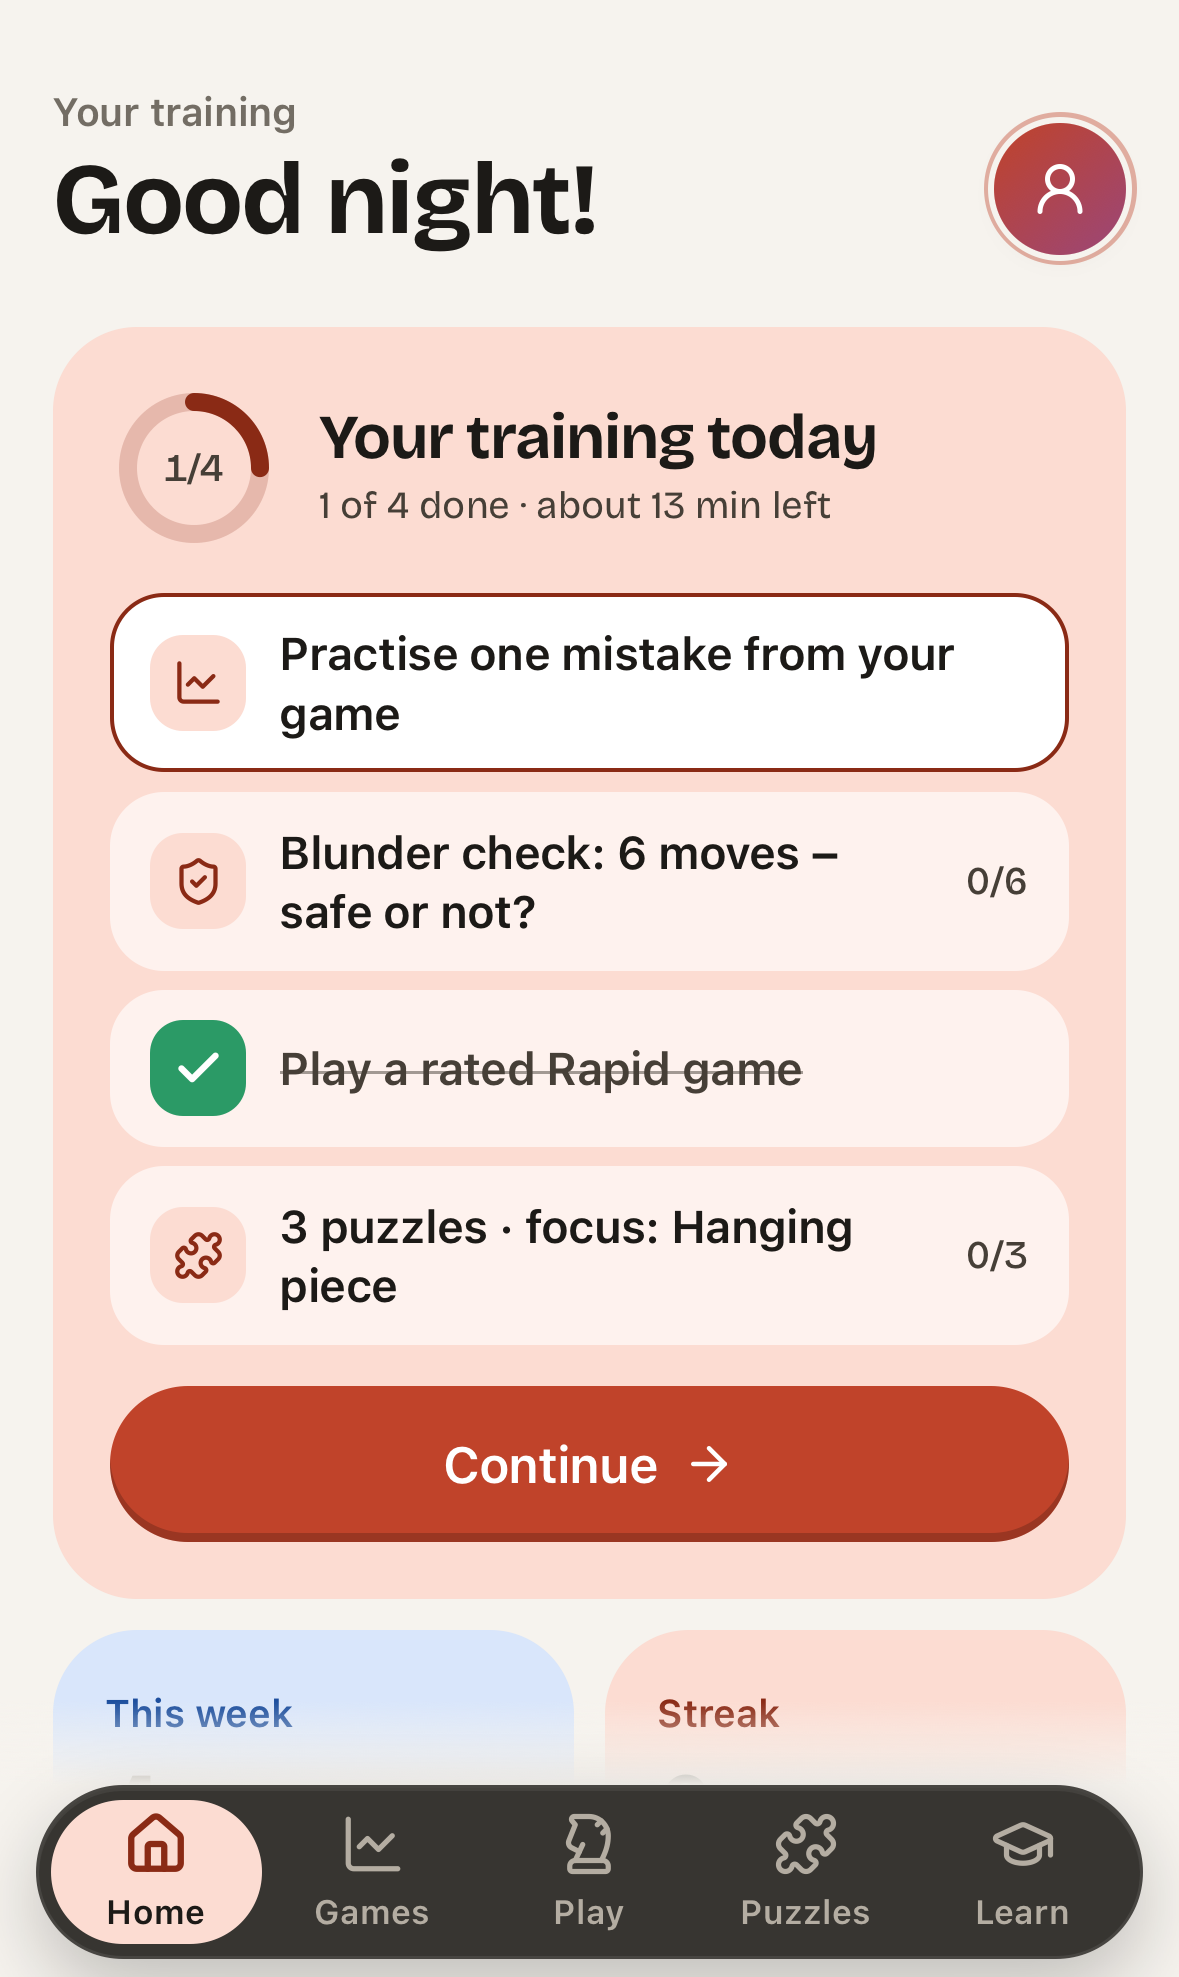 Your training
Good night!
1/4
Your training today
1 of 4 done · about 13 min left
Practise one mistake from your
game
Blunder check: 6 moves –
safe or not?
0/6
Play a rated Rapid game
3 puzzles · focus: Hanging
piece
0/3
Continue
This week
Streak
Home
Games
Play
Puzzles
Learn